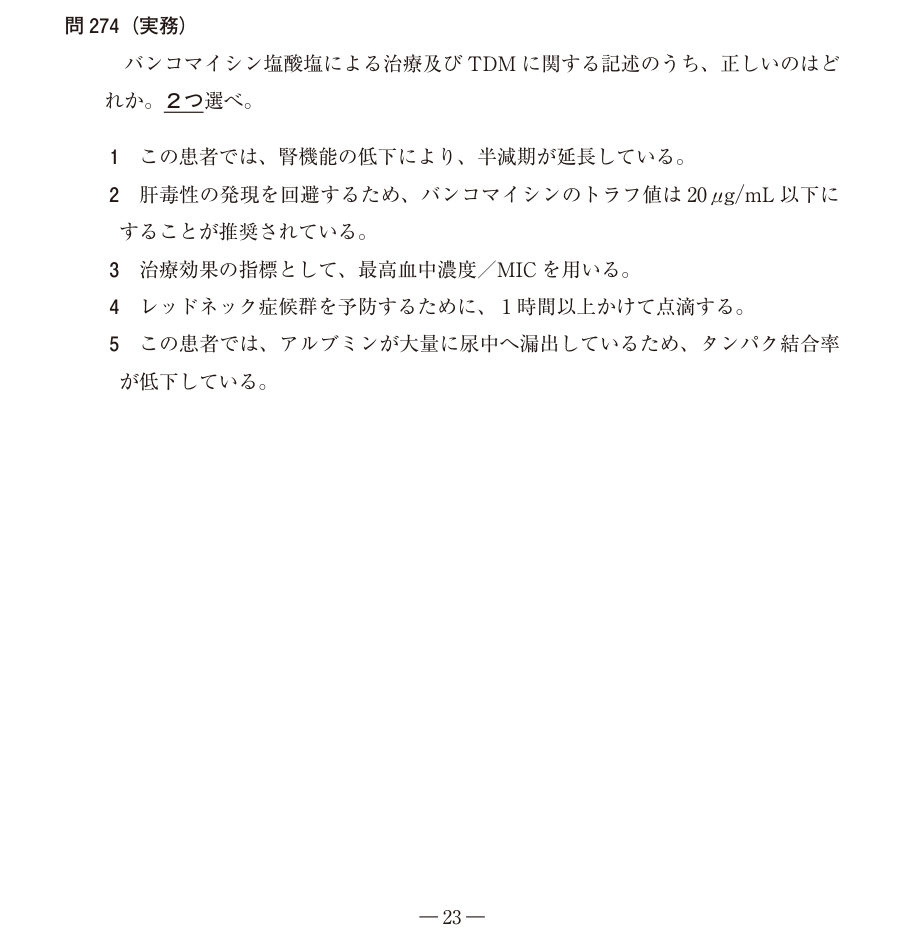 問 274（実務）
バンコマイシン塩酸塩による治療及び TDM に関する記述のうち、正しいのはど
れか。２つ選べ。
1　この患者では、腎機能の低下により、半減期が延長している。
2　肝毒性の発現を回避するため、バンコマイシンのトラフ値は 20 μg/mL 以下に
することが推奨されている。
3　治療効果の指標として、最高血中濃度／MIC を用いる。
4　レッドネック症候群を予防するために、１時間以上かけて点滴する。
5　この患者では、アルブミンが大量に尿中へ漏出しているため、タンパク結合率
が低下している。
― 23 ―